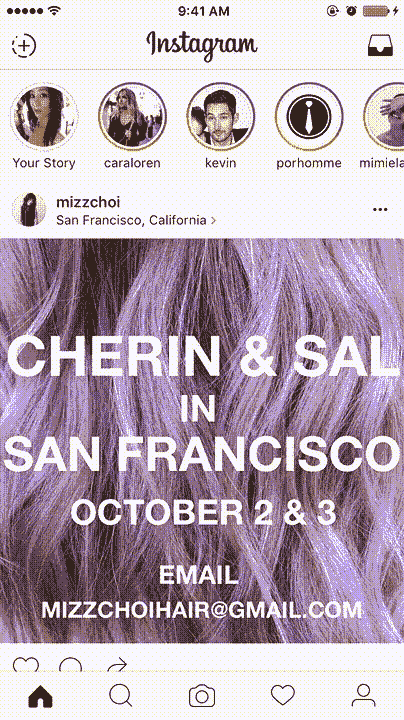 9:41 AM
Instagram
Your Story
caraloren
kevin
porhomme
mimiela
mizzchoi
San Francisco, California >
CHERIN & SAL
IN
SAN FRANCISCO
OCTOBER 2 & 3
EMAIL
MIZZCHOIHAIR@GMAIL.COM